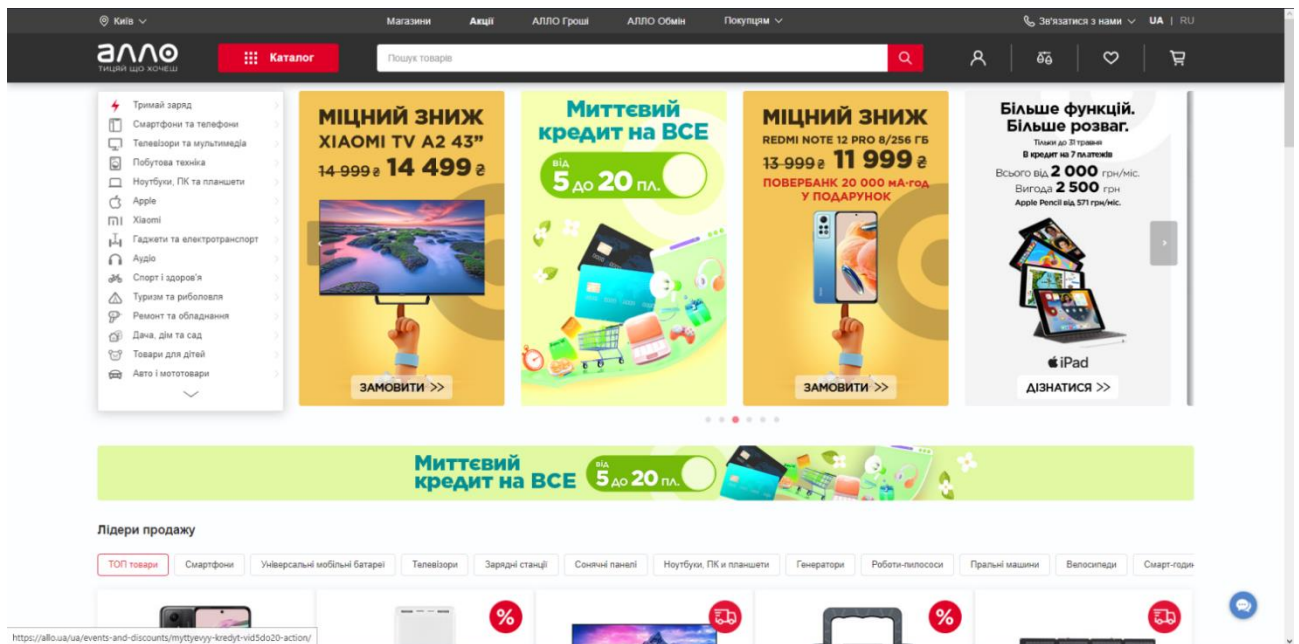 Київ
Магазини
Акції
АЛЛО Гроші
АЛЛО Обмін
Покупцям
Зв'язатися з нами
UA | RU
алло
ТИЦЯЙ ЩО ХОЧЕШ
Каталог
Пошук товарів
Тримай заряд
Смартфони та телефони
Телевізори та мультимедіа
Побутова техніка
Ноутбуки, ПК та планшети
Apple
Xiaomi
Гаджети та електротранспорт
Аудіо
Спорт і здоров'я
Туризм та риболовля
Ремонт та обладнання
Дача, дім та сад
Товари для дітей
Авто і мототовари
МІЦНИЙ ЗНИЖ
XIAOMI TV A2 43”
14 999 ₴ 14 499 ₴
ЗАМОВИТИ >>
Миттєвий
кредит на ВСЕ
від
5 до 20 пл.
МІЦНИЙ ЗНИЖ
REDMI NOTE 12 PRO 8/256 ГБ
13 999 ₴ 11 999 ₴
ПОВЕРБАНК 20 000 мА·год
У ПОДАРУНОК
ЗАМОВИТИ >>
Більше функцій.
Більше розваг.
Тільки до 31 травня
В кредит на 7 платежів
Всього від 2 000 грн/міс.
Вигода 2 500 грн
Apple Pencil від 571 грн/міс.
iPad
ДІЗНАТИСЯ >>
Миттєвий
кредит на ВСЕ
від
5 до 20 пл.
Лідери продажу
ТОП товари
Смартфони
Універсальні мобільні батареї
Телевізори
Зарядні станції
Сонячні панелі
Ноутбуки, ПК и планшети
Генератори
Роботи-пилососи
Пральні машини
Велосипеди
Смарт-годин
%
%
https://allo.ua/ua/events-and-discounts/myttyevyy-kredyt-vid5do20-action/